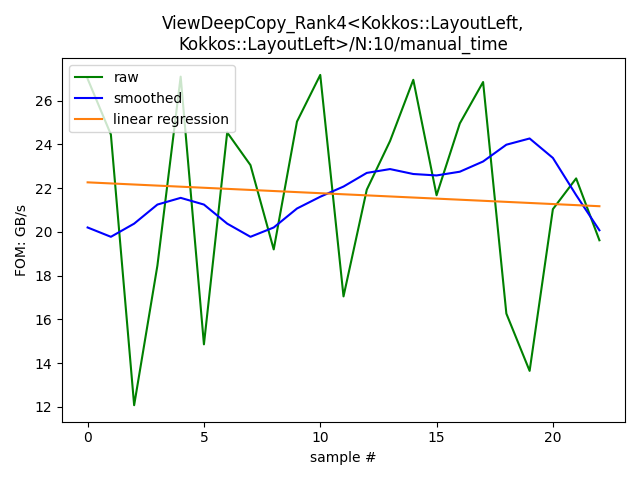 ViewDeepCopy_Rank4<Kokkos::LayoutLeft,
Kokkos::LayoutLeft>/N:10/manual_time
raw
smoothed
linear regression
FOM: GB/s
26
24
22
20
18
16
14
12
0
5
10
15
20
sample #